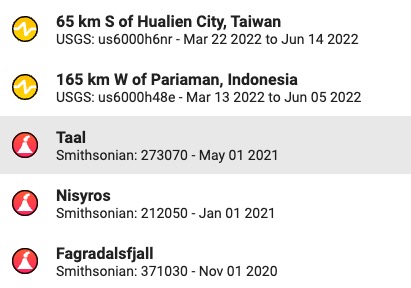 65 km S of Hualien City, Taiwan
USGS: us6000h6nr - Mar 22 2022 to Jun 14 2022
165 km W of Pariaman, Indonesia
USGS: us6000h48e - Mar 13 2022 to Jun 05 2022
Taal
Smithsonian: 273070 - May 01 2021
Nisyros
Smithsonian: 212050 - Jan 01 2021
Fagradalsfjall
Smithsonian: 371030 - Nov 01 2020